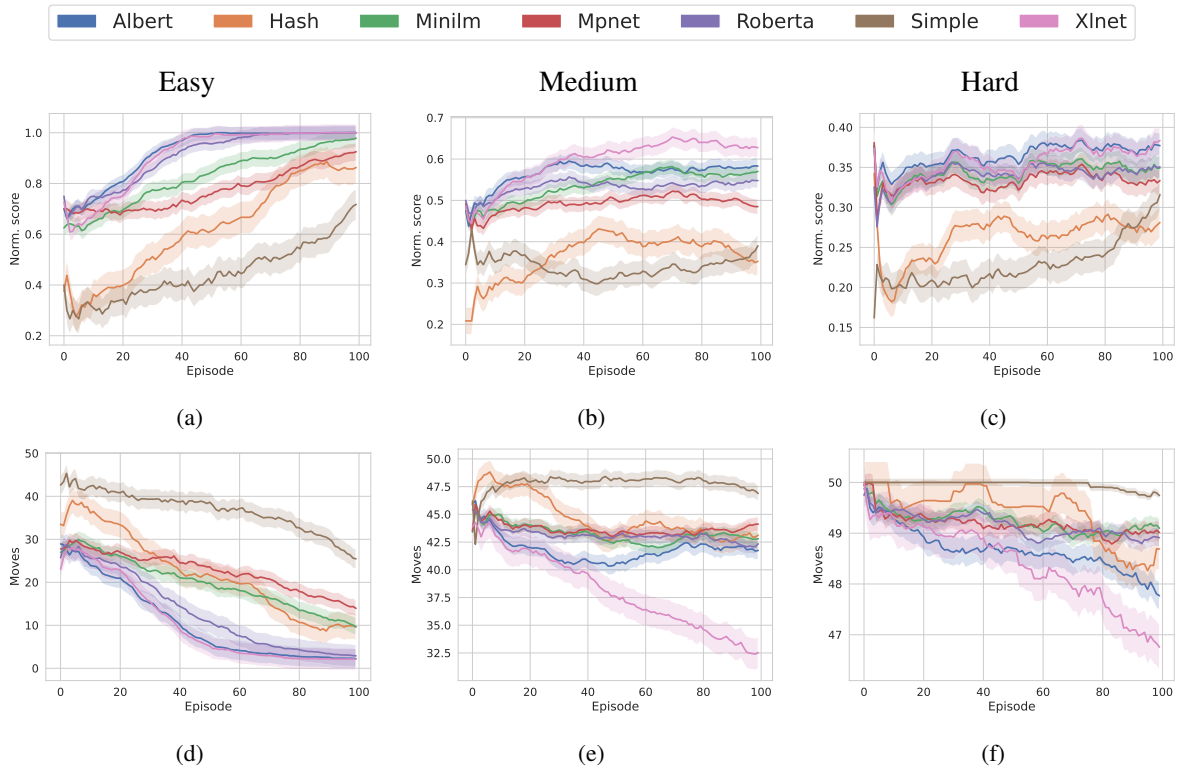 Albert Hash Minilm Mpnet Roberta Simple Xlnet
Easy Medium Hard
Norm. score
1.0
0.8
0.6
0.4
0.2
0 20 40 60 80 100
Episode
(a)
Norm. score
0.7
0.6
0.5
0.4
0.3
0.2
0 20 40 60 80 100
Episode
(b)
Norm. score
0.40
0.35
0.30
0.25
0.20
0.15
0 20 40 60 80 100
Episode
(c)
Moves
50
40
30
20
10
0
0 20 40 60 80 100
Episode
(d)
Moves
50.0
47.5
45.0
42.5
40.0
37.5
35.0
32.5
0 20 40 60 80 100
Episode
(e)
Moves
50
49
48
47
0 20 40 60 80 100
Episode
(f)